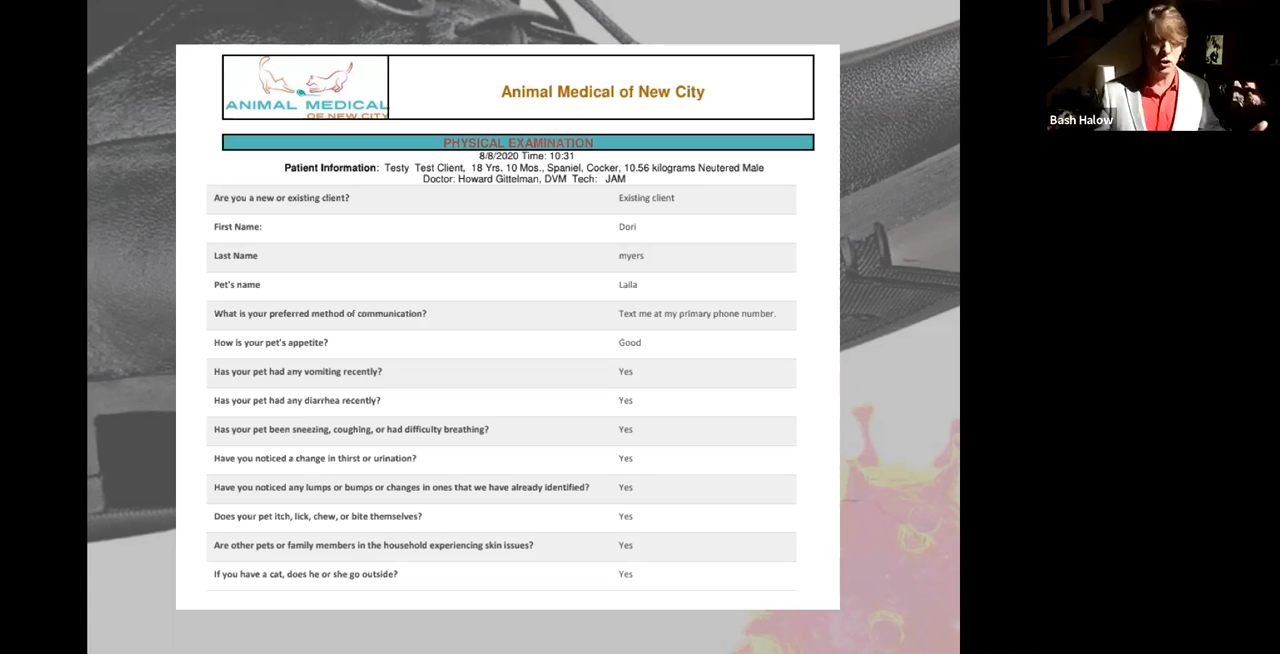 ANIMAL MEDICAL
OF NEW CITY
Animal Medical of New City
PHYSICAL EXAMINATION
8/8/2020 Time: 10:31
Patient Information: Testy Test Client, 18 Yrs. 10 Mos., Spaniel, Cocker, 10.56 kilograms Neutered Male
Doctor: Howard Gittelman, DVM Tech: JAM
Are you a new or existing client? Existing client
First Name: Dori
Last Name myers
Pet's name Laila
What is your preferred method of communication? Text me at my primary phone number.
How is your pet's appetite? Good
Has your pet had any vomiting recently? Yes
Has your pet had any diarrhea recently? Yes
Has your pet been sneezing, coughing, or had difficulty breathing? Yes
Have you noticed a change in thirst or urination? Yes
Have you noticed any lumps or bumps or changes in ones that we have already identified? Yes
Does your pet itch, lick, chew, or bite themselves? Yes
Are other pets or family members in the household experiencing skin issues? Yes
If you have a cat, does he or she go outside? Yes
Bash Halow